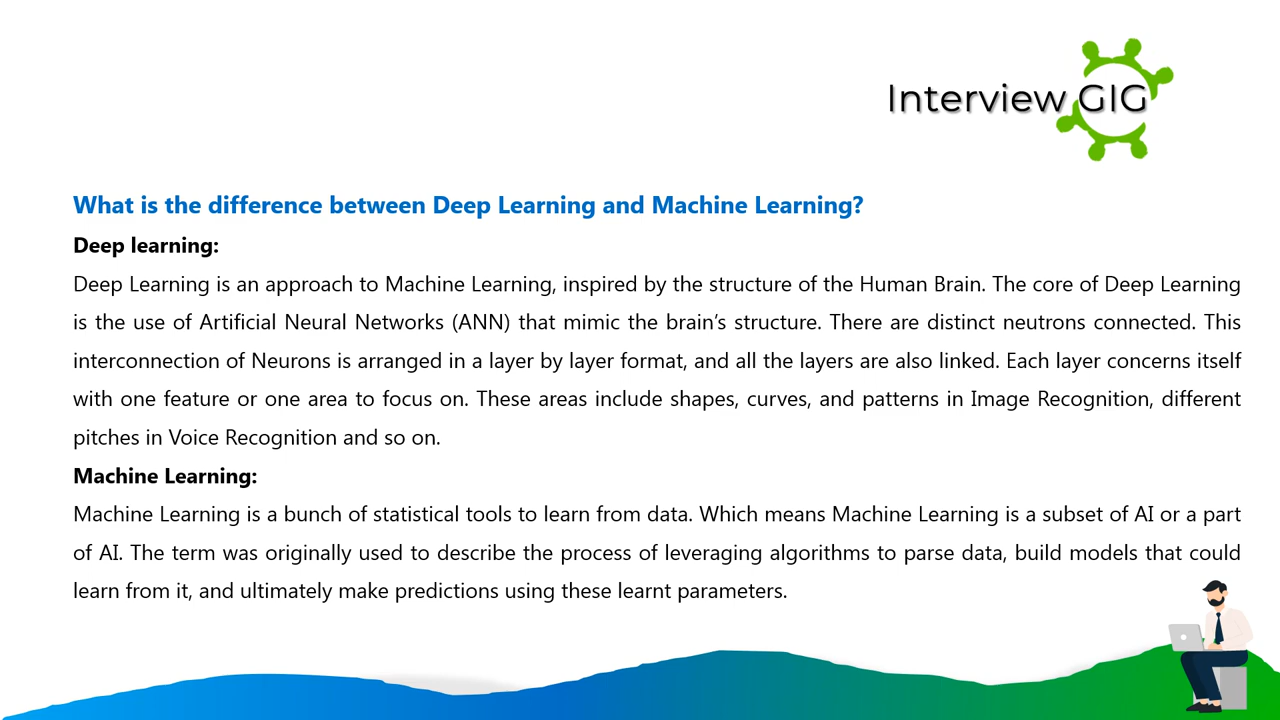 Interview GIG
What is the difference between Deep Learning and Machine Learning?
Deep learning:
Deep Learning is an approach to Machine Learning, inspired by the structure of the Human Brain. The core of Deep Learning
is the use of Artificial Neural Networks (ANN) that mimic the brain’s structure. There are distinct neutrons connected. This
interconnection of Neurons is arranged in a layer by layer format, and all the layers are also linked. Each layer concerns itself
with one feature or one area to focus on. These areas include shapes, curves, and patterns in Image Recognition, different
pitches in Voice Recognition and so on.
Machine Learning:
Machine Learning is a bunch of statistical tools to learn from data. Which means Machine Learning is a subset of AI or a part
of AI. The term was originally used to describe the process of leveraging algorithms to parse data, build models that could
learn from it, and ultimately make predictions using these learnt parameters.